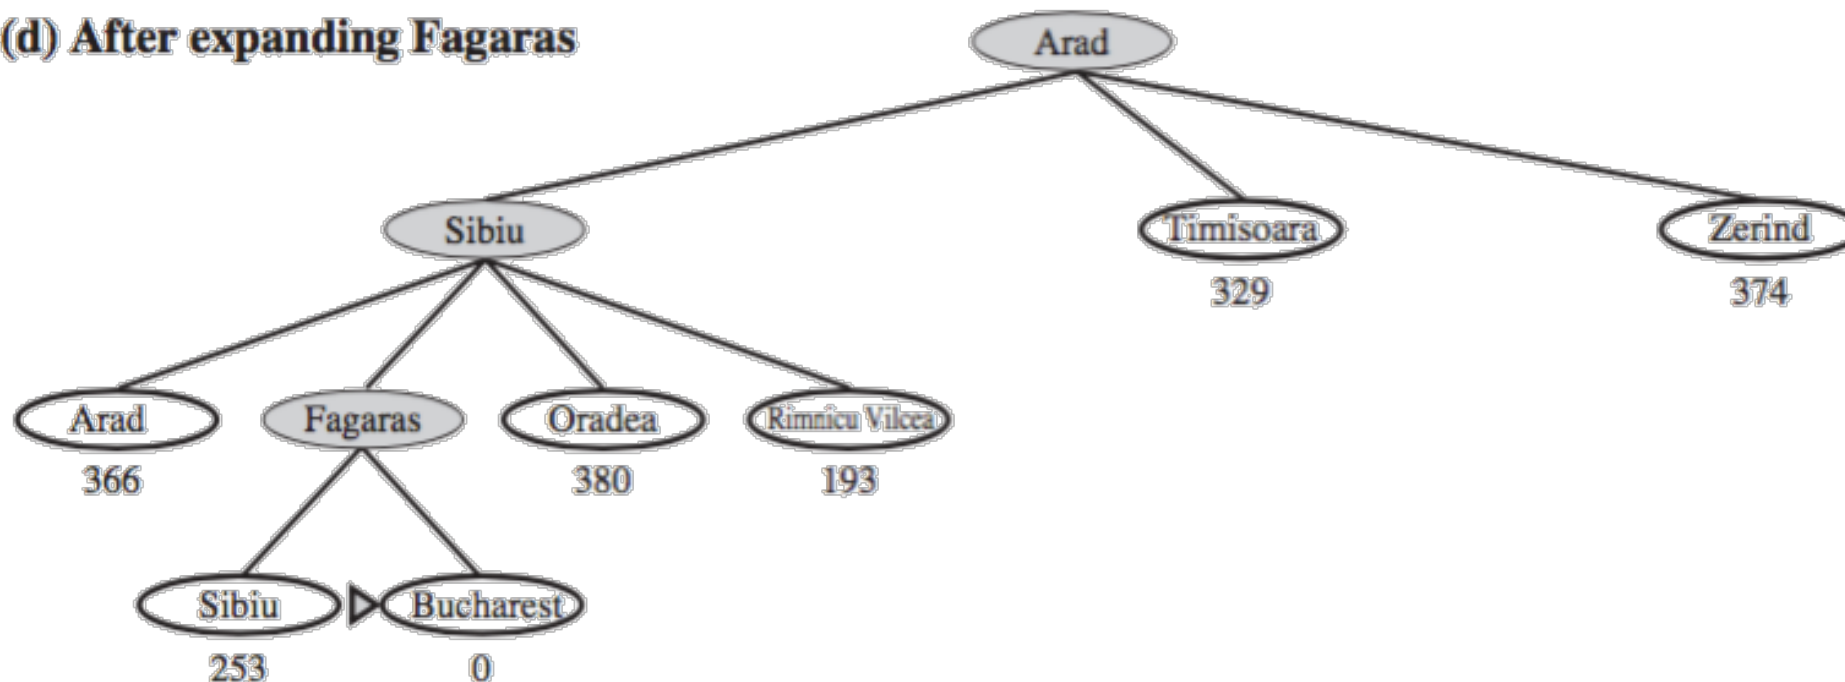 (d) After expanding Fagaras
Arad
Sibiu
Timisoara
Zerind
329
374
Arad
Fagaras
Oradea
Rimnicu Vilcea
366
380
193
Sibiu
Bucharest
253
0